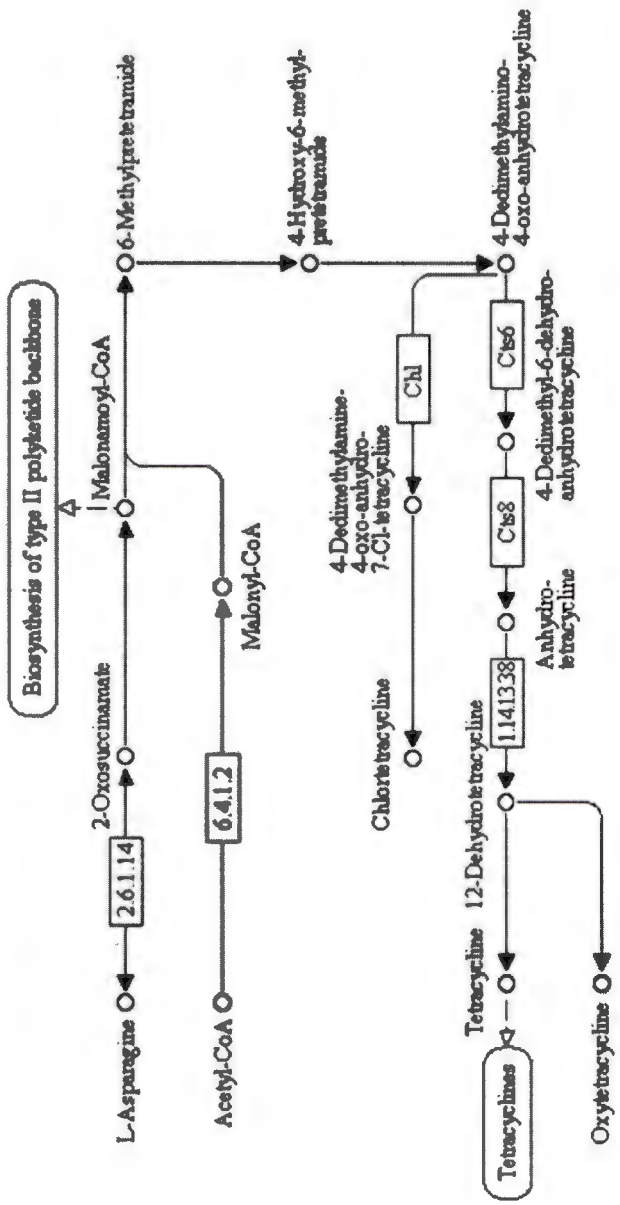 Biosynthesis of type II polyketide backbone
L-Asparagine
2.6.1.14
2-Oxosuccinamate
Malonamoyl-CoA
6-Methylpretetramide
Acetyl-CoA
6.4.1.2
Malonyl-CoA
4-Hydroxy-6-methyl-
pretetramide
4-Dedimethylamine-
4-oxo-anhydro-
7-Cl-tetracycline
Chl
Chlortetracycline
4-Dedimethylamino-
4-oxo-anhydrotetracycline
Cts6
4-Dedimethyl-6-dehydro-
anhydrotetracycline
Cts8
Anhydro-
tetracycline
1.14.13.38
12-Dehydrotetracycline
Tetracycline
Tetracyclines
Oxytetracycline